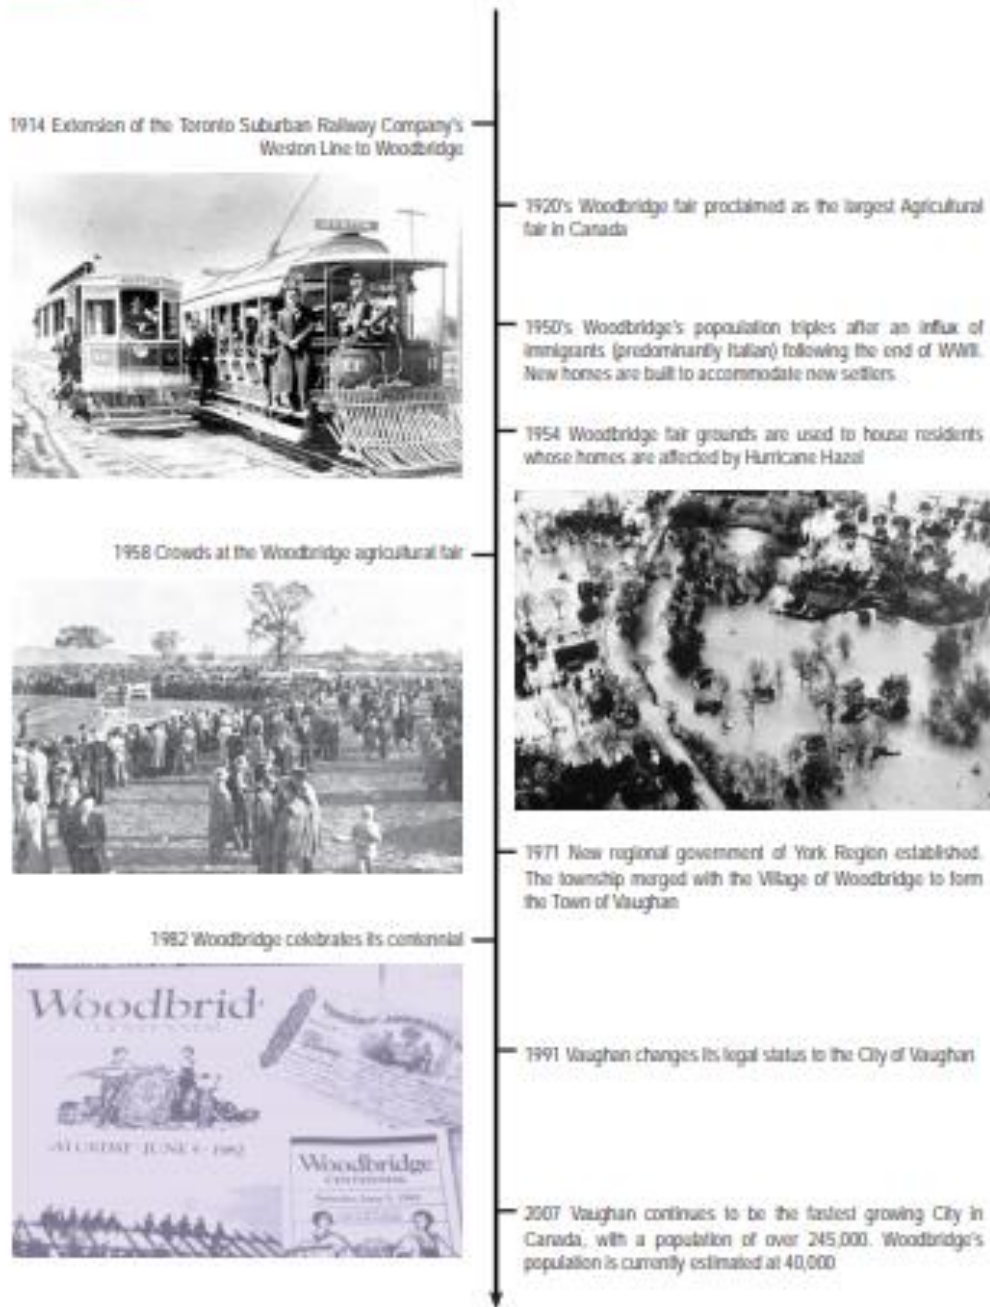 1914 Extension of the Toronto Suburban Railway Company's
Weston Line to Woodbridge
1920's Woodbridge fair proclaimed as the largest Agricultural
fair in Canada
1950's Woodbridge's popoulation triples after an influx of
immigrants (predominantly Italian) following the end of WWII.
New homes are built to accommodate new settlers.
1954 Woodbridge fair grounds are used to house residents
whose homes are affected by Hurricane Hazel
1958 Crowds at the Woodbridge agricultural fair
1971 New regional government of York Region established.
The township merged with the Village of Woodbridge to form
the Town of Vaughan
1982 Woodbridge celebrates its centennial
Woodbrid
CENTENNIAL
JUNE
1982
Woodbridge
CENTENNIAL
1991 Vaughan changes its legal status to the City of Vaughan
2007 Vaughan continues to be the fastest growing City in
Canada, with a population of over 245,000. Woodbridge's
population is currently estimated at 40,000